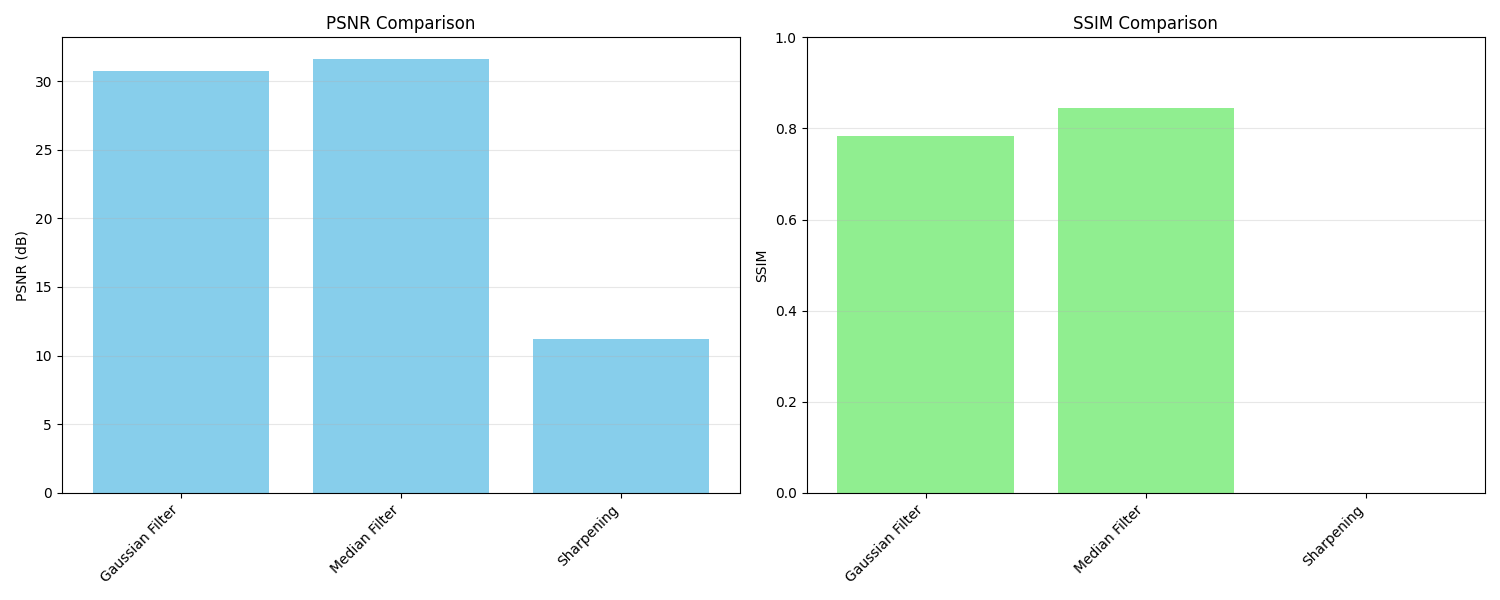 PSNR Comparison
PSNR (dB)
30
25
20
15
10
5
0
Gaussian Filter
Median Filter
Sharpening
SSIM Comparison
SSIM
1.0
0.8
0.6
0.4
0.2
0.0
Gaussian Filter
Median Filter
Sharpening